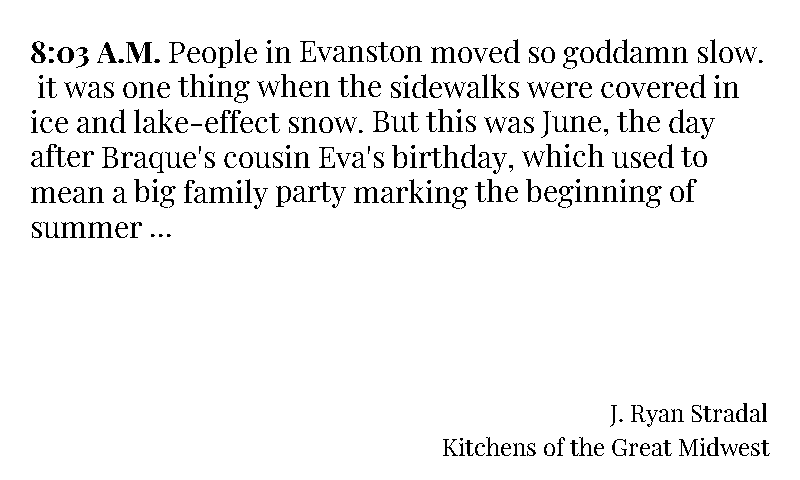 8:03 A.M. People in Evanston moved so goddamn slow.
it was one thing when the sidewalks were covered in
ice and lake-effect snow. But this was June, the day
after Braque's cousin Eva's birthday, which used to
mean a big family party marking the beginning of
summer ...
J. Ryan Stradal
Kitchens of the Great Midwest